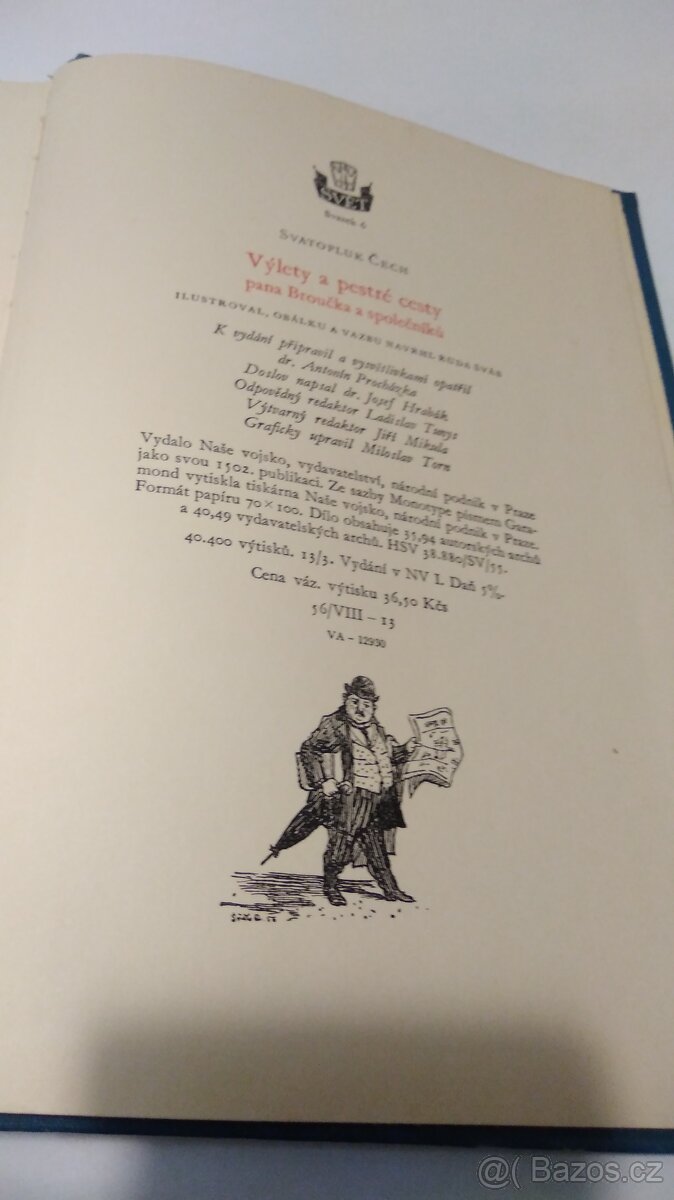 SVĚT
Svazek 6
Svatopluk Čech
Výlety a pestré cesty
pana Broučka a společníků
ILUSTROVAL, OBÁLKU A VAZBU NAVRHL RUDE ŠVÁB
K vydání připravil a vysvětlivkami opatřil
dr. Antonín Procházka
Doslov napsal dr. Josef Hrabák
Odpovědný redaktor Ladislav Tunys
Výtvarný redaktor Jiří Mikula
Graficky upravil Miloslav Torn
Vydalo Naše vojsko, vydavatelství, národní podnik v Praze
jako svou 1502. publikaci. Ze sazby Monotype písmem Gara-
mond vytiskla tiskárna Naše vojsko, národní podnik v Praze.
Formát papíru 70×100. Dílo obsahuje 35,94 autorských archů
a 40,49 vydavatelských archů. HSV 38.880/SV/55.
40.400 výtisků. 13/3. Vydání v NV I. Daň 5%.
Cena váz. výtisku 36,50 Kčs
56/VIII – 13
VA – 12930
@( Bazos.cz